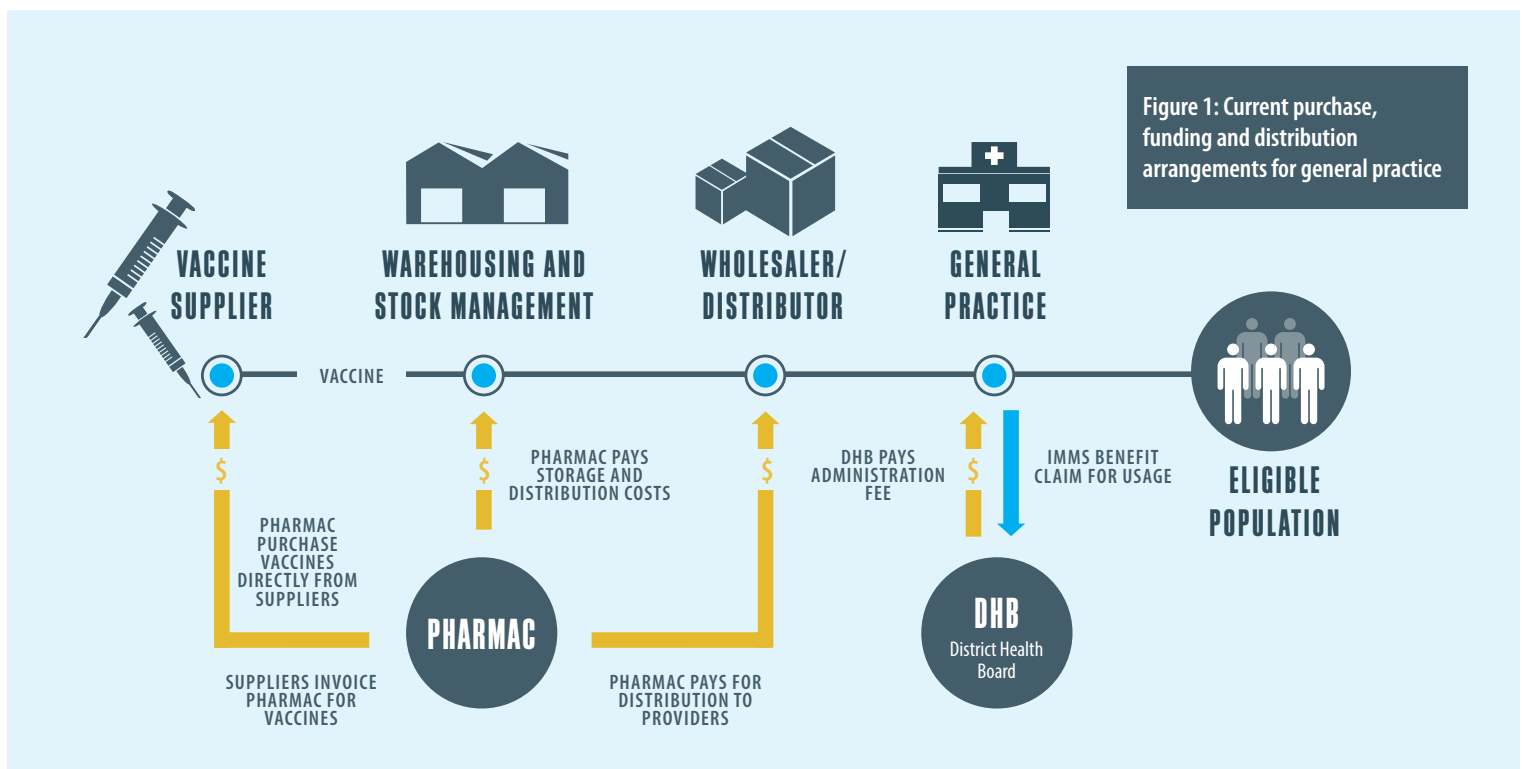 Figure 1: Current purchase,
funding and distribution
arrangements for general practice
VACCINE
SUPPLIER
WAREHOUSING AND
STOCK MANAGEMENT
WHOLESALER/
DISTRIBUTOR
GENERAL
PRACTICE
VACCINE
$
PHARMAC
PURCHASE
VACCINES
DIRECTLY FROM
SUPPLIERS
SUPPLIERS INVOICE
PHARMAC FOR
VACCINES
$
PHARMAC PAYS
STORAGE AND
DISTRIBUTION COSTS
PHARMAC
$
PHARMAC PAYS FOR
DISTRIBUTION TO
PROVIDERS
DHB PAYS
ADMINISTRATION
FEE
$
IMMS BENEFIT
CLAIM FOR USAGE
DHB
District Health
Board
ELIGIBLE
POPULATION